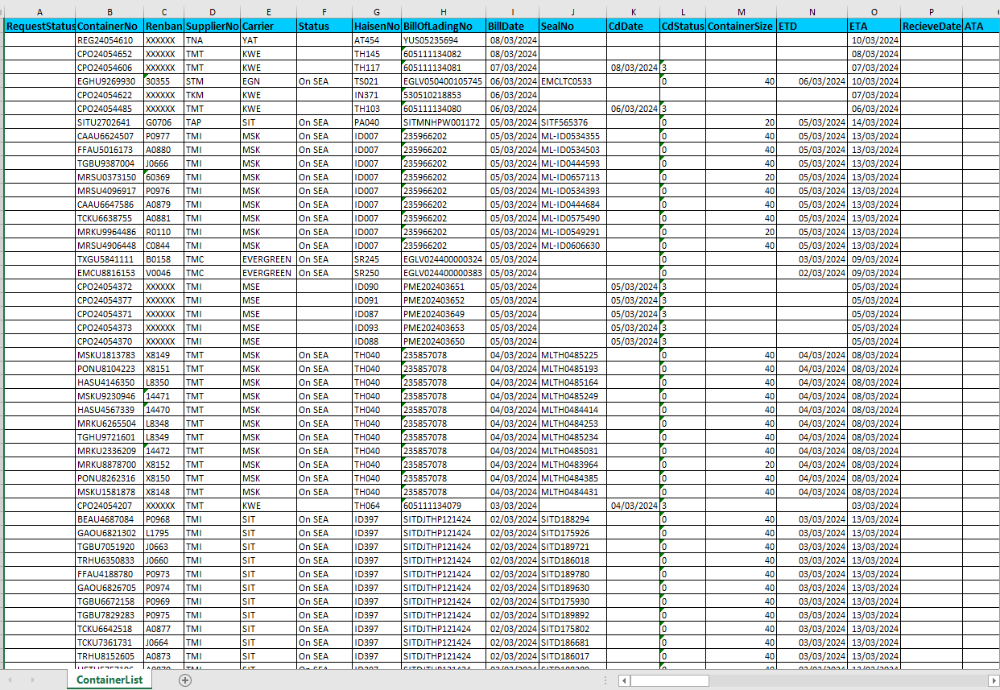 A B C D E F G H I J K L M N O P
RequestStatus ContainerNo Renban SupplierNo Carrier Status HaisenNo BillOfLadingNo BillDate SealNo CdDate CdStatus ContainerSize ETD ETA RecieveDate ATA
REG24054610 XXXXXX TNA YAT AT454 YUS05235694 08/03/2024 10/03/2024
CPO24054652 XXXXXX TMT KWE TH145 605111134082 08/03/2024 08/03/2024
CPO24054606 XXXXXX TMT KWE TH117 605111134081 07/03/2024 08/03/2024 3 07/03/2024
EGHU9269930 30355 STM EGN On SEA TS021 EGLV050400105745 06/03/2024 EMCLTC0533 0 40 06/03/2024 10/03/2024
CPO24054622 XXXXXX TKM KWE IN371 530510218853 06/03/2024 07/03/2024
CPO24054485 XXXXXX TMT KWE TH103 605111134080 06/03/2024 06/03/2024 3 06/03/2024
SITU2702641 G0706 TAP SIT On SEA PA040 SITMNHPW001172 05/03/2024 SITF565376 0 20 05/03/2024 14/03/2024
CAAU6624507 P0977 TMI MSK On SEA ID007 235966202 05/03/2024 ML-ID0534355 0 40 05/03/2024 13/03/2024
FFAU5016173 A0880 TMI MSK On SEA ID007 235966202 05/03/2024 ML-ID0534503 0 40 05/03/2024 13/03/2024
TGBU9387004 J0666 TMI MSK On SEA ID007 235966202 05/03/2024 ML-ID0444593 0 40 05/03/2024 13/03/2024
MRSU0373150 60369 TMI MSK On SEA ID007 235966202 05/03/2024 ML-ID0657113 0 20 05/03/2024 13/03/2024
MRSU4096917 P0976 TMI MSK On SEA ID007 235966202 05/03/2024 ML-ID0534393 0 40 05/03/2024 13/03/2024
CAAU6647586 A0879 TMI MSK On SEA ID007 235966202 05/03/2024 ML-ID0444684 0 40 05/03/2024 13/03/2024
TCKU6638755 A0881 TMI MSK On SEA ID007 235966202 05/03/2024 ML-ID0575490 0 40 05/03/2024 13/03/2024
MRKU9964486 R0110 TMI MSK On SEA ID007 235966202 05/03/2024 ML-ID0549291 0 20 05/03/2024 13/03/2024
MRSU4906448 C0844 TMI MSK On SEA ID007 235966202 05/03/2024 ML-ID0606630 0 40 05/03/2024 13/03/2024
TXGU5841111 B0158 TMC EVERGREEN On SEA SR245 EGLV024400000324 05/03/2024 0 03/03/2024 09/03/2024
EMCU8816153 V0046 TMC EVERGREEN On SEA SR250 EGLV024400000383 05/03/2024 0 02/03/2024 09/03/2024
CPO24054372 XXXXXX TMI MSE ID090 PME202403651 05/03/2024 05/03/2024 3 05/03/2024
CPO24054377 XXXXXX TMI MSE ID091 PME202403652 05/03/2024 05/03/2024 3 05/03/2024
CPO24054371 XXXXXX TMI MSE ID087 PME202403649 05/03/2024 05/03/2024 3 05/03/2024
CPO24054373 XXXXXX TMI MSE ID093 PME202403653 05/03/2024 05/03/2024 3 05/03/2024
CPO24054370 XXXXXX TMI MSE ID088 PME202403650 05/03/2024 05/03/2024 3 05/03/2024
MSKU1813783 X8149 TMT MSK On SEA TH040 235857078 04/03/2024 MLTH0485225 0 40 04/03/2024 08/03/2024
PONU8104223 X8151 TMT MSK On SEA TH040 235857078 04/03/2024 MLTH0485193 0 40 04/03/2024 08/03/2024
HASU4146350 L8350 TMT MSK On SEA TH040 235857078 04/03/2024 MLTH0485164 0 40 04/03/2024 08/03/2024
MSKU9230946 14471 TMT MSK On SEA TH040 235857078 04/03/2024 MLTH0485249 0 40 04/03/2024 08/03/2024
HASU4567339 14470 TMT MSK On SEA TH040 235857078 04/03/2024 MLTH0484414 0 40 04/03/2024 08/03/2024
MRKU6265504 L8348 TMT MSK On SEA TH040 235857078 04/03/2024 MLTH0484253 0 40 04/03/2024 08/03/2024
TGHU9721601 L8349 TMT MSK On SEA TH040 235857078 04/03/2024 MLTH0485234 0 40 04/03/2024 08/03/2024
MRKU2336209 14472 TMT MSK On SEA TH040 235857078 04/03/2024 MLTH0485031 0 40 04/03/2024 08/03/2024
MRKU8878700 X8152 TMT MSK On SEA TH040 235857078 04/03/2024 MLTH0483964 0 20 04/03/2024 08/03/2024
PONU8262316 X8150 TMT MSK On SEA TH040 235857078 04/03/2024 MLTH0484385 0 40 04/03/2024 08/03/2024
MSKU1581878 X8148 TMT MSK On SEA TH040 235857078 04/03/2024 MLTH0484431 0 40 04/03/2024 08/03/2024
CPO24054207 XXXXXX TMT KWE TH064 605111134079 03/03/2024 04/03/2024 3 03/03/2024
BEAU4687084 P0968 TMI SIT On SEA ID397 SITDJTHP121424 02/03/2024 SITD188294 0 40 03/03/2024 13/03/2024
GAOU6821302 L1795 TMI SIT On SEA ID397 SITDJTHP121424 02/03/2024 SITD175926 0 40 03/03/2024 13/03/2024
TGBU7051920 J0663 TMI SIT On SEA ID397 SITDJTHP121424 02/03/2024 SITD189721 0 40 03/03/2024 13/03/2024
TRHU6350833 J0660 TMI SIT On SEA ID397 SITDJTHP121424 02/03/2024 SITD186018 0 40 03/03/2024 13/03/2024
FFAU4188780 P0973 TMI SIT On SEA ID397 SITDJTHP121424 02/03/2024 SITD189780 0 40 03/03/2024 13/03/2024
GAOU6826705 P0974 TMI SIT On SEA ID397 SITDJTHP121424 02/03/2024 SITD189630 0 40 03/03/2024 13/03/2024
TGBU6672158 P0969 TMI SIT On SEA ID397 SITDJTHP121424 02/03/2024 SITD175930 0 40 03/03/2024 13/03/2024
TGBU7829283 P0975 TMI SIT On SEA ID397 SITDJTHP121424 02/03/2024 SITD189892 0 40 03/03/2024 13/03/2024
TCKU6642518 A0877 TMI SIT On SEA ID397 SITDJTHP121424 02/03/2024 SITD175802 0 40 03/03/2024 13/03/2024
TCKU7361731 J0664 TMI SIT On SEA ID397 SITDJTHP121424 02/03/2024 SITD186681 0 40 03/03/2024 13/03/2024
TRHU8152605 A0873 TMI SIT On SEA ID397 SITDJTHP121424 02/03/2024 SITD186017 0 40 03/03/2024 13/03/2024
ContainerList